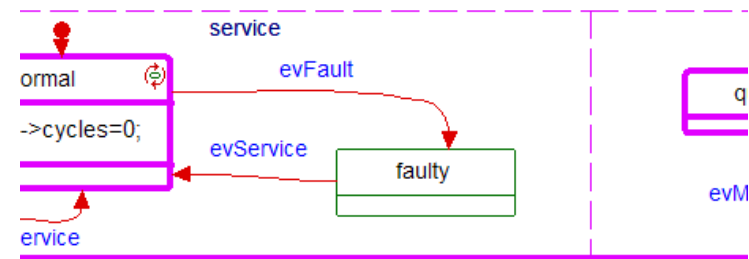 service
evFault
ormal
q
->cycles=0;
evService
faulty
evM
ervice